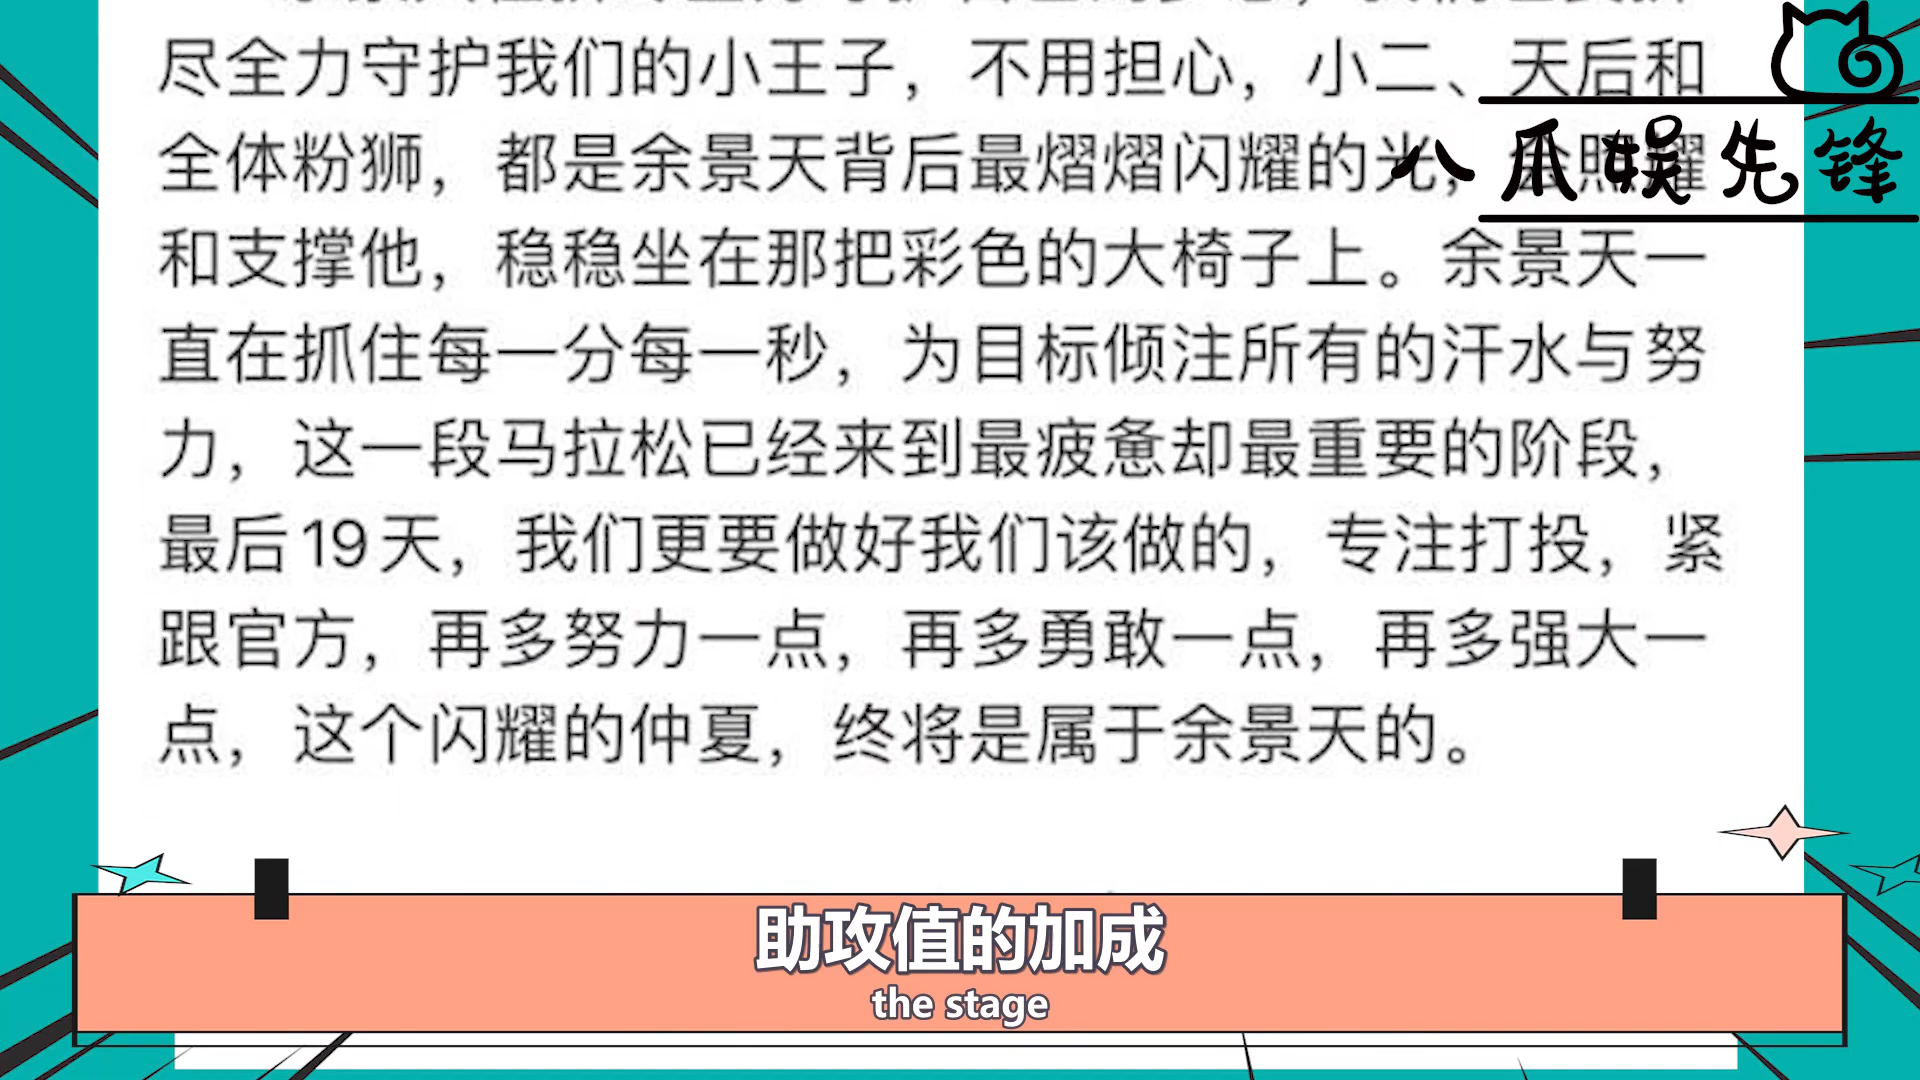 尽全力守护我们的小王子，不用担心，小二、天后和
全体粉狮，都是余景天背后最熠熠闪耀的光，会照耀
和支撑他，稳稳坐在那把彩色的大椅子上。余景天一
直在抓住每一分每一秒，为目标倾注所有的汗水与努
力，这一段马拉松已经来到最疲惫却最重要的阶段，
最后19天，我们更要做好我们该做的，专注打投，紧
跟官方，再多努力一点，再多勇敢一点，再多强大一
点，这个闪耀的仲夏，终将是属于余景天的。
八爪娱先锋
助攻值的加成
the stage